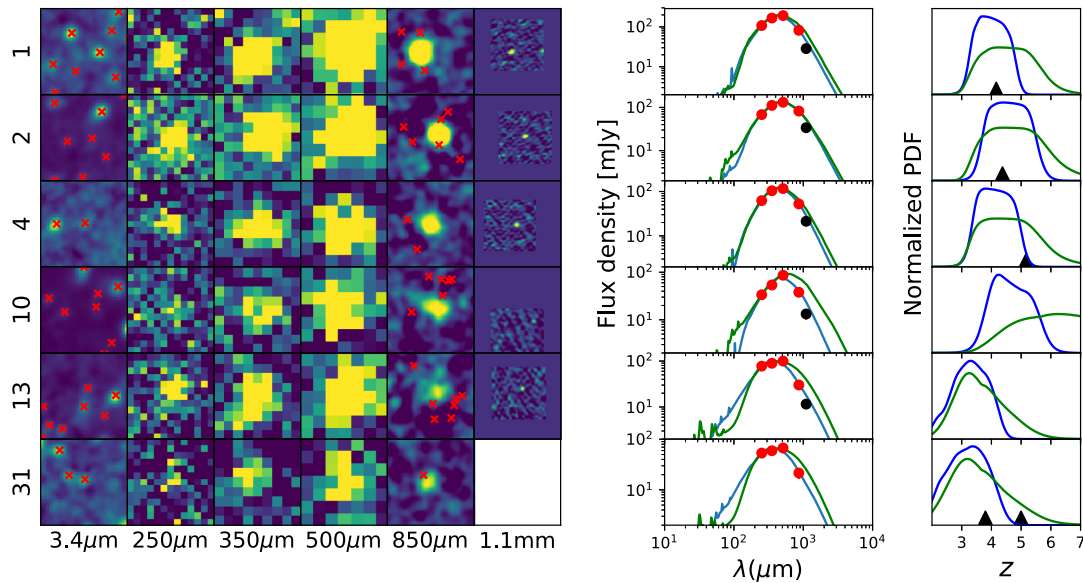 1
2
4
10
13
31
3.4μm
250μm
350μm
500μm
850μm
1.1mm
Flux density [mJy]
10²
10¹
10²
10¹
10²
10¹
10²
10¹
10²
10¹
10²
10¹
10¹ 10² 10³ 10⁴
λ(μm)
Normalized PDF
3 4 5 6 7
z